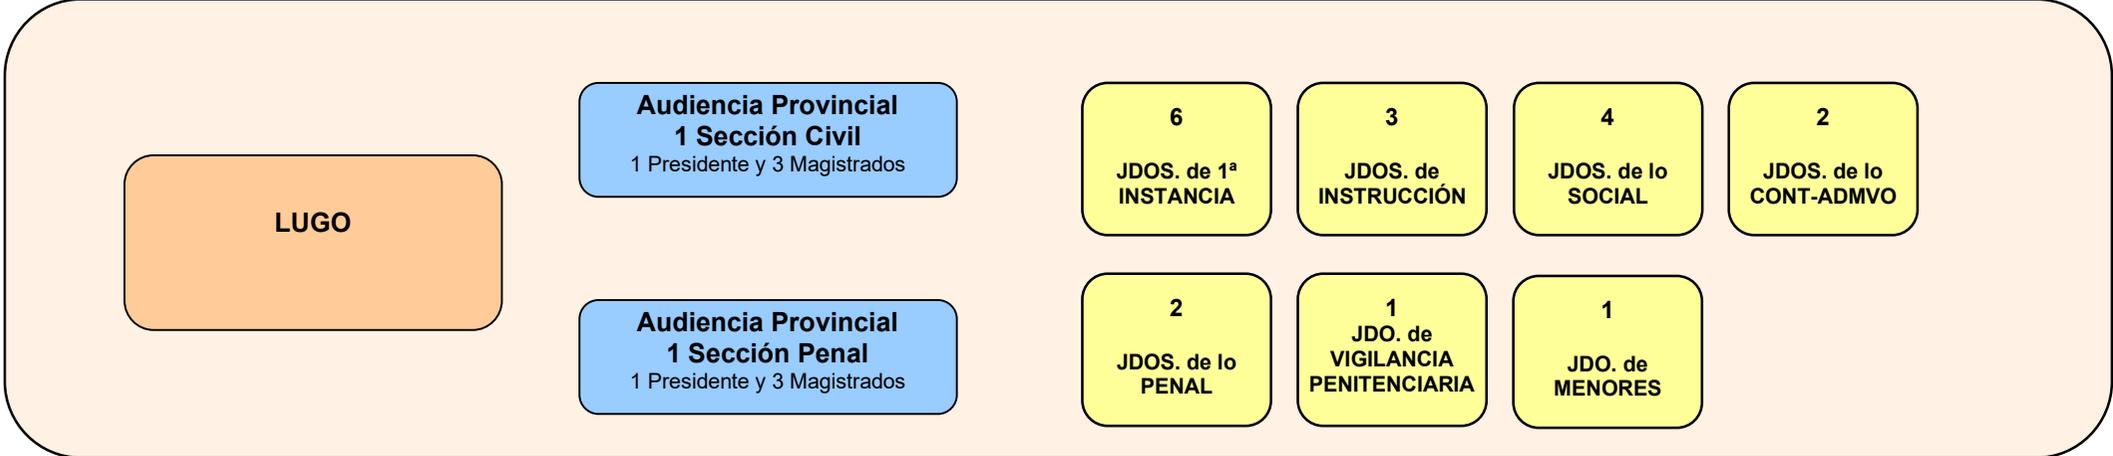 LUGO
Audiencia Provincial
1 Sección Civil
1 Presidente y 3 Magistrados
Audiencia Provincial
1 Sección Penal
1 Presidente y 3 Magistrados
6
JDOS. de 1ª
INSTANCIA
3
JDOS. de
INSTRUCCIÓN
4
JDOS. de lo
SOCIAL
2
JDOS. de lo
CONT-ADMVO
2
JDOS. de lo
PENAL
1
JDO. de
VIGILANCIA
PENITENCIARIA
1
JDO. de
MENORES